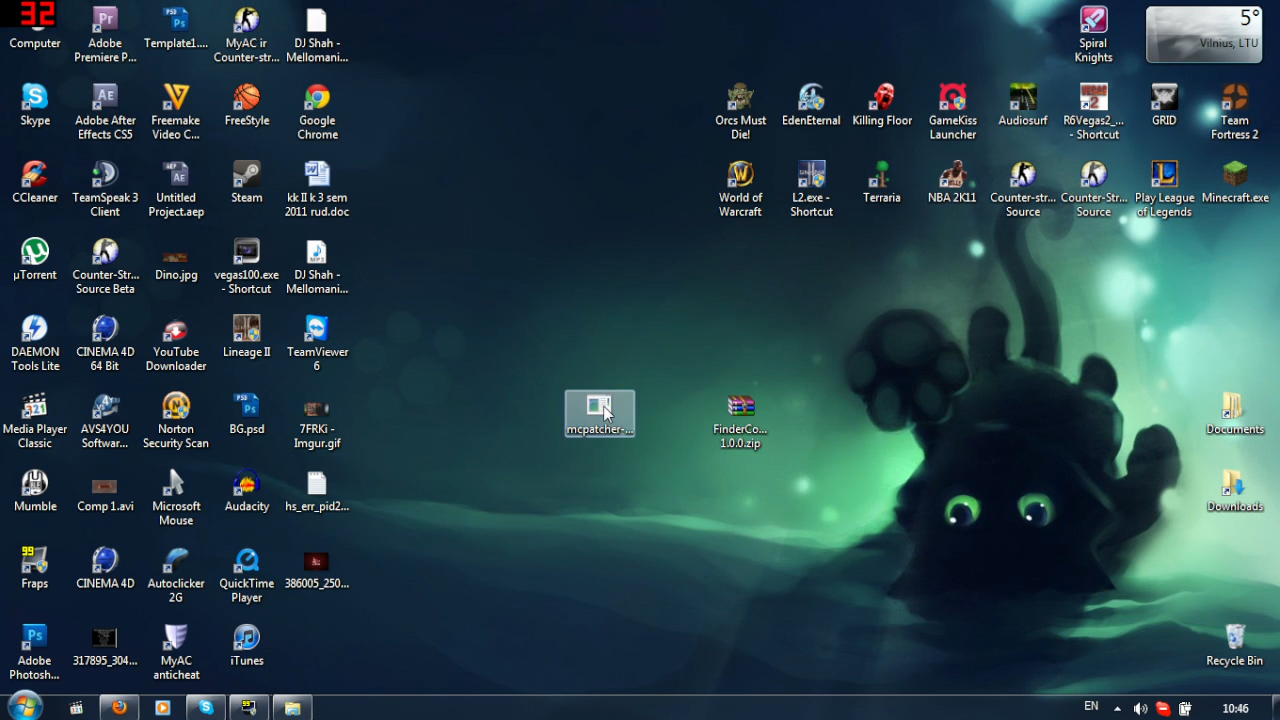 32
Computer
Adobe
Premiere P...
Template1....
MyAC ir
Counter-str...
DJ Shah -
Mellomani...
Spiral
Knights
5°
Vilnius, LTU
Skype
Adobe After
Effects CS5
Freemake
Video C...
FreeStyle
Google
Chrome
Orcs Must
Die!
EdenEternal
Killing Floor
GameKiss
Launcher
Audiosurf
R6Vegas2_...
- Shortcut
GRID
Team
Fortress 2
CCleaner
TeamSpeak 3
Client
Untitled
Project.aep
Steam
kk II k 3 sem
2011 rud.doc
World of
Warcraft
L2.exe -
Shortcut
Terraria
NBA 2K11
Counter-str...
Source
Counter-Str...
Source
Play League
of Legends
Minecraft.exe
µTorrent
Counter-Str...
Source Beta
Dino.jpg
vegas100.exe
- Shortcut
DJ Shah -
Mellomani...
DAEMON
Tools Lite
CINEMA 4D
64 Bit
YouTube
Downloader
Lineage II
TeamViewer
6
Media Player
Classic
AVS4YOU
Softwar...
Norton
Security Scan
BG.psd
7FRKi -
Imgur.gif
mcpatcher-...
FinderCo...
1.0.0.zip
Documents
Mumble
Comp 1.avi
Microsoft
Mouse
Audacity
hs_err_pid2...
Downloads
Fraps
CINEMA 4D
Autoclicker
2G
QuickTime
Player
386005_250...
Adobe
Photosh...
317895_304...
MyAC
anticheat
iTunes
Recycle Bin
EN
10:46